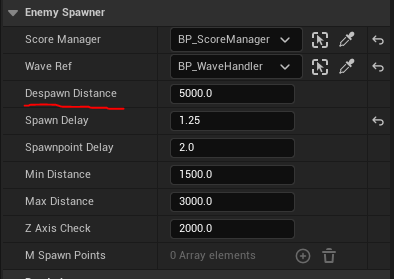 Enemy Spawner
Score Manager BP_ScoreManager
Wave Ref BP_WaveHandler
Despawn Distance 5000.0
Spawn Delay 1.25
Spawnpoint Delay 2.0
Min Distance 1500.0
Max Distance 3000.0
Z Axis Check 2000.0
M Spawn Points 0 Array elements